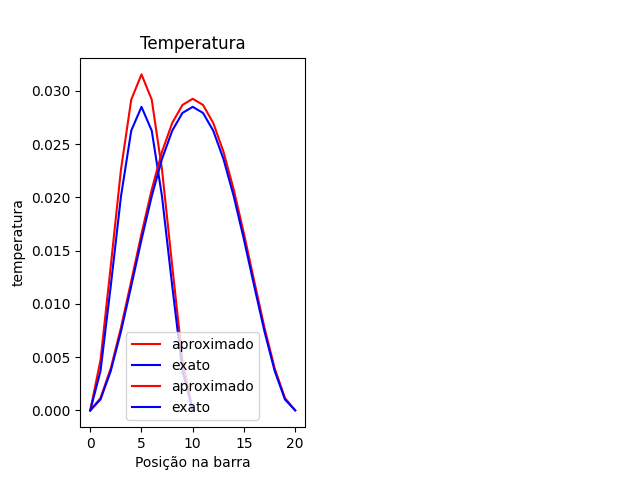 Temperatura
0.030
0.025
0.020
0.015
0.010
0.005
0.000
temperatura
aproximado
exato
aproximado
exato
0 5 10 15 20
Posição na barra